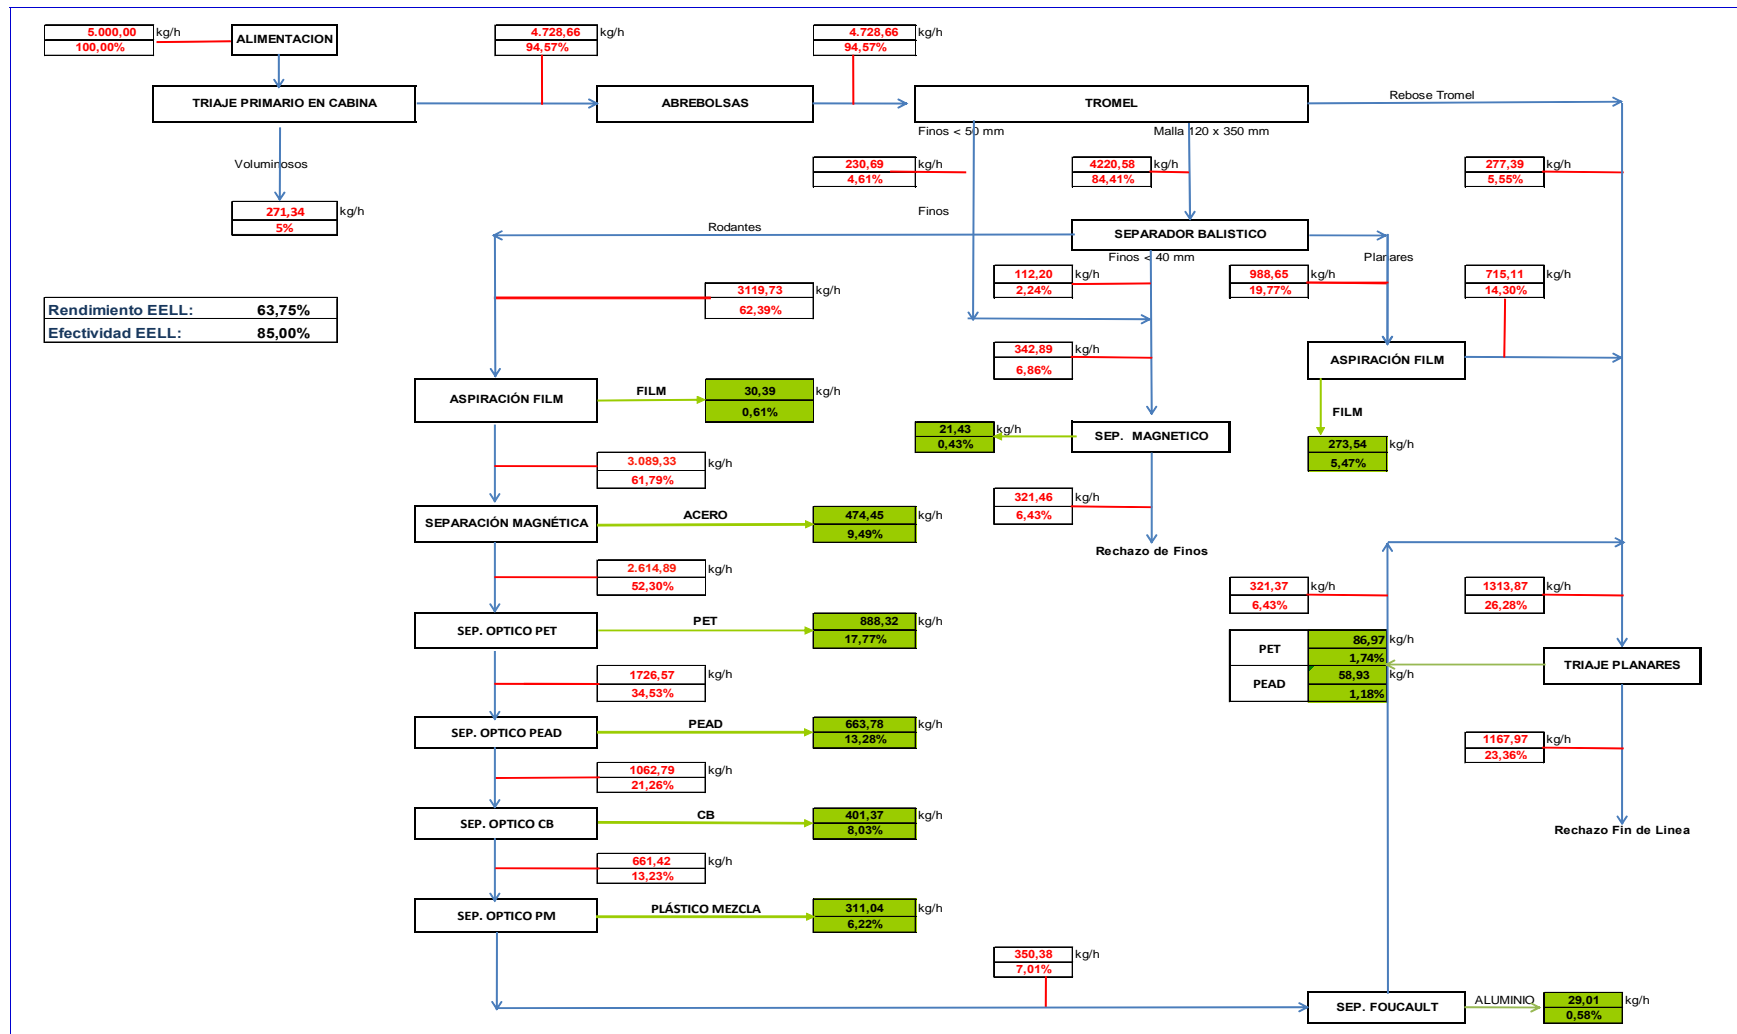 5.000,00 kg/h
100,00%
ALIMENTACION
4.728,66 kg/h
94,57%
4.728,66 kg/h
94,57%
TRIAJE PRIMARIO EN CABINA
ABREBOLSAS
TROMEL
Rebose Tromel
Finos < 50 mm
Malla 120 x 350 mm
Voluminosos
230,69 kg/h
4,61%
4220,58 kg/h
84,41%
277,39 kg/h
5,55%
271,34 kg/h
5%
Finos
Rodantes
SEPARADOR BALISTICO
Finos < 40 mm
Planares
3119,73 kg/h
62,39%
112,20 kg/h
2,24%
988,65 kg/h
19,77%
715,11 kg/h
14,30%
Rendimiento EELL: 63,75%
Efectividad EELL: 85,00%
342,89 kg/h
6,86%
ASPIRACIÓN FILM
ASPIRACIÓN FILM
FILM
30,39 kg/h
0,61%
FILM
21,43 kg/h
0,43%
SEP. MAGNETICO
273,54 kg/h
5,47%
3.089,33 kg/h
61,79%
321,46 kg/h
6,43%
SEPARACIÓN MAGNÉTICA
ACERO
474,45 kg/h
9,49%
Rechazo de Finos
2.614,89 kg/h
52,30%
321,37 kg/h
6,43%
1313,87 kg/h
26,28%
SEP. OPTICO PET
PET
888,32 kg/h
17,77%
PET
86,97 kg/h
1,74%
PEAD
58,93 kg/h
1,18%
TRIAJE PLANARES
1726,57 kg/h
34,53%
SEP. OPTICO PEAD
PEAD
663,78 kg/h
13,28%
1167,97 kg/h
23,36%
1062,79 kg/h
21,26%
SEP. OPTICO CB
CB
401,37 kg/h
8,03%
Rechazo Fin de Linea
661,42 kg/h
13,23%
SEP. OPTICO PM
PLÁSTICO MEZCLA
311,04 kg/h
6,22%
350,38 kg/h
7,01%
SEP. FOUCAULT
ALUMINIO
29,01 kg/h
0,58%